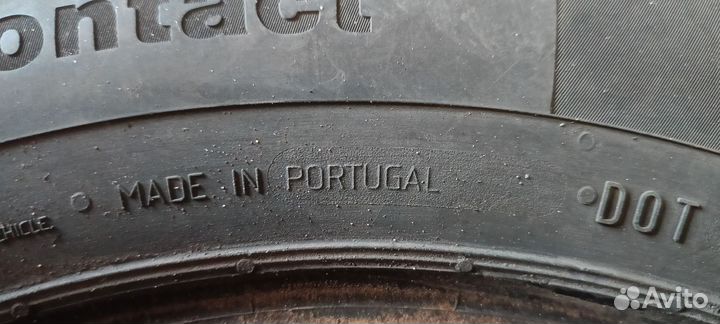 ontact
HICLE. MADE IN PORTUGAL DOT
Avito